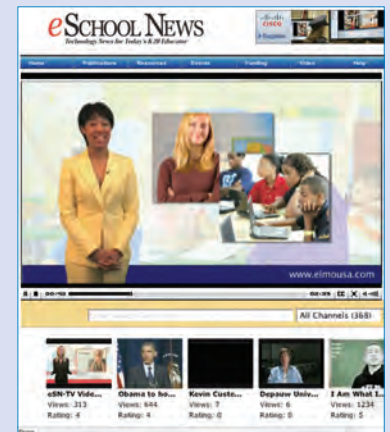 eSCHOOL NEWS
Technology News for Today's K-20 Educator
CISCO
Home Publications Resources Events Funding Video Help
www.elmousa.com
All Channels (368)
eSN-TV Vide... Obama to ho... Kevin Custe... Depauw Univ... I Am What I...
Views: 313 Views: 644 Views: 7 Views: 6 Views: 1234
Rating: 4 Rating: 4 Rating: 0 Rating: 0 Rating: 5